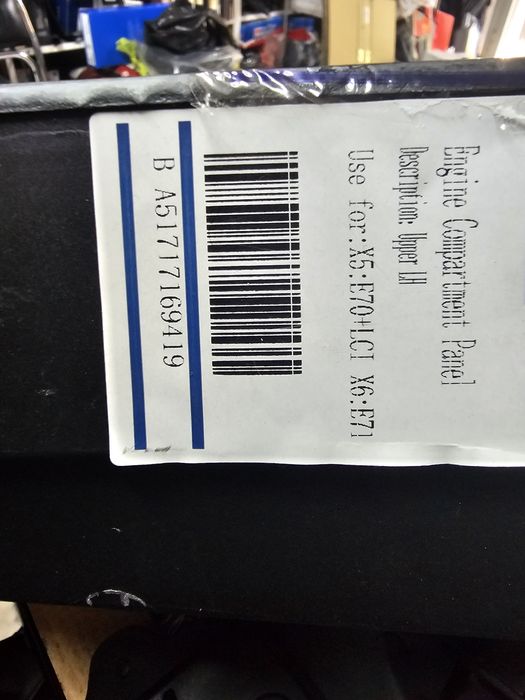 Engine Compartment Panel
Description: Upper LH
Use for:X5:E70+LCI X6:E71
B A51717169419